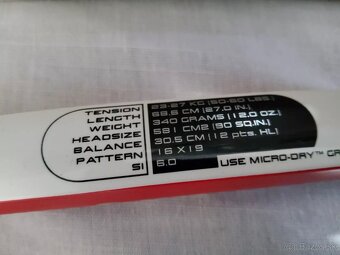 TENSION 23-27 KG (50-60 LBS.)
LENGTH 68.5 CM (27.0 IN.)
WEIGHT 340 GRAMS (12.0 OZ.)
HEADSIZE 581 CM2 (90 SQ.IN.)
BALANCE 30.5 CM (12 pts. HL)
PATTERN 16 X 19
SI 6.0 USE MICRO-DRY™ GR